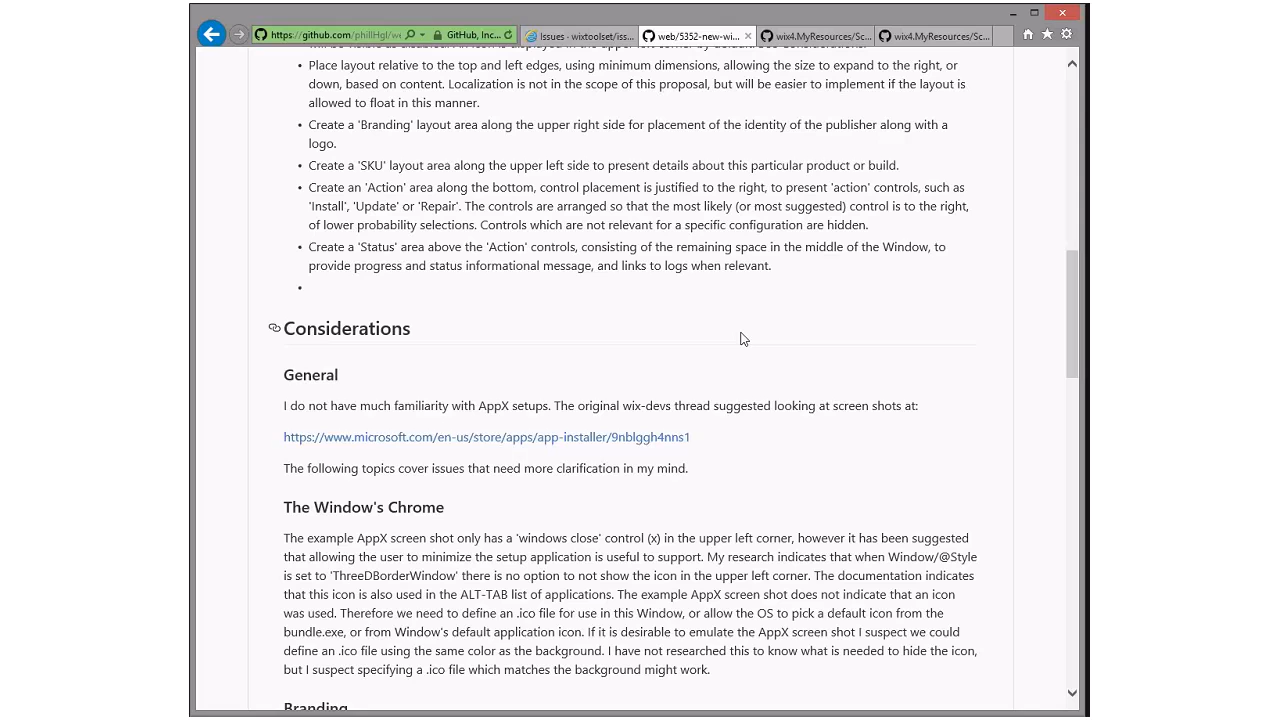 https://github.com/phillHgl/we
GitHub, Inc...
Issues - wixtoolset/iss...
web/5352-new-wi...
wix4.MyResources/Sc...
wix4.MyResources/Sc...
Place layout relative to the top and left edges, using minimum dimensions, allowing the size to expand to the right, or
down, based on content. Localization is not in the scope of this proposal, but will be easier to implement if the layout is
allowed to float in this manner.
• Create a 'Branding' layout area along the upper right side for placement of the identity of the publisher along with a
logo.
• Create a 'SKU' layout area along the upper left side to present details about this particular product or build.
• Create an 'Action' area along the bottom, control placement is justified to the right, to present 'action' controls, such as
'Install', 'Update' or 'Repair'. The controls are arranged so that the most likely (or most suggested) control is to the right,
of lower probability selections. Controls which are not relevant for a specific configuration are hidden.
• Create a 'Status' area above the 'Action' controls, consisting of the remaining space in the middle of the Window, to
provide progress and status informational message, and links to logs when relevant.
•
Considerations
General
I do not have much familiarity with AppX setups. The original wix-devs thread suggested looking at screen shots at:
https://www.microsoft.com/en-us/store/apps/app-installer/9nblggh4nns1
The following topics cover issues that need more clarification in my mind.
The Window's Chrome
The example AppX screen shot only has a 'windows close' control (x) in the upper left corner, however it has been suggested
that allowing the user to minimize the setup application is useful to support. My research indicates that when Window/@Style
is set to 'ThreeDBorderWindow' there is no option to not show the icon in the upper left corner. The documentation indicates
that this icon is also used in the ALT-TAB list of applications. The example AppX screen shot does not indicate that an icon
was used. Therefore we need to define an .ico file for use in this Window, or allow the OS to pick a default icon from the
bundle.exe, or from Window's default application icon. If it is desirable to emulate the AppX screen shot I suspect we could
define an .ico file using the same color as the background. I have not researched this to know what is needed to hide the icon,
but I suspect specifying a .ico file which matches the background might work.
Branding